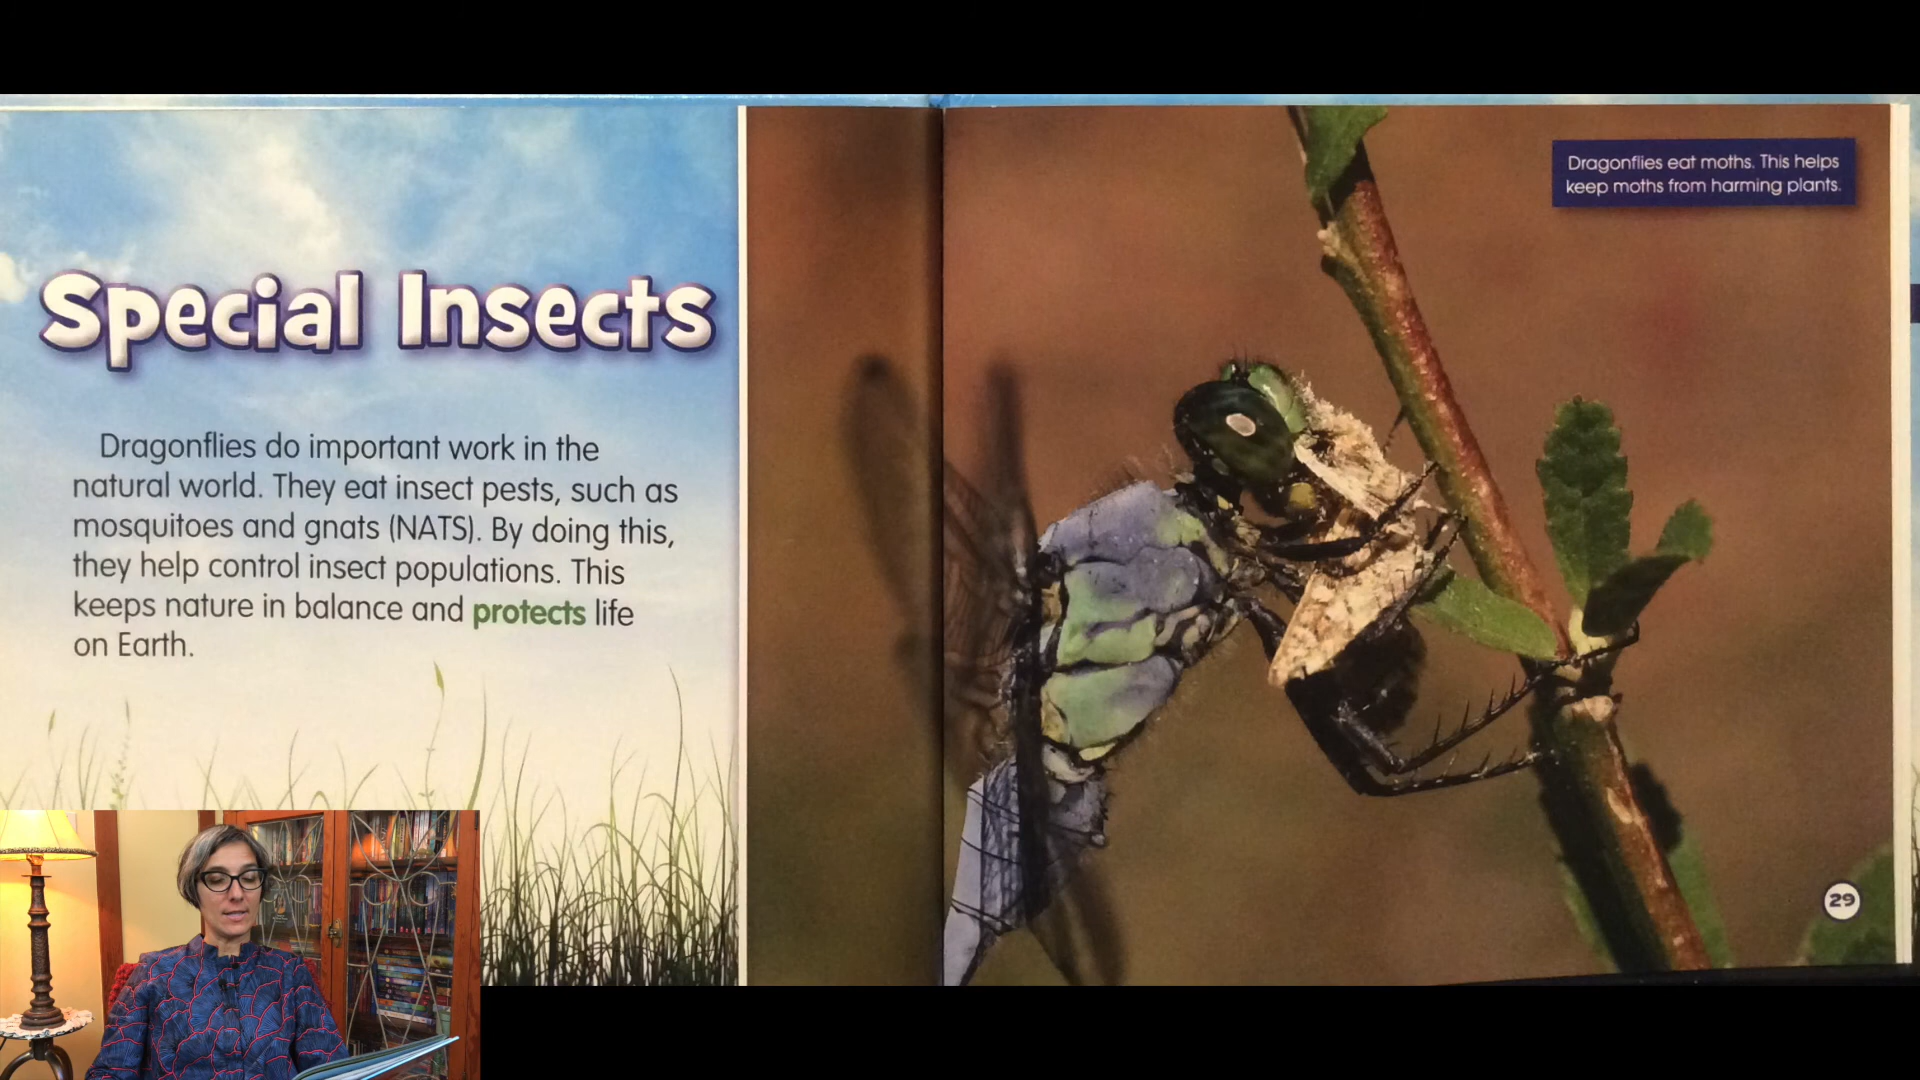 Special Insects
Dragonflies do important work in the
natural world. They eat insect pests, such as
mosquitoes and gnats (NATS). By doing this,
they help control insect populations. This
keeps nature in balance and protects life
on Earth.
Dragonflies eat moths. This helps
keep moths from harming plants.
29